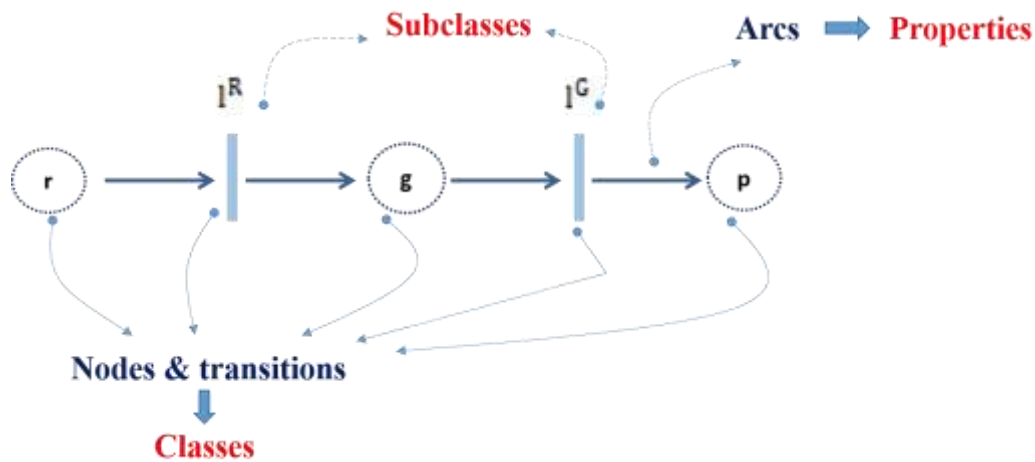 Subclasses
Arcs Properties
l^R l^G
r g p
Nodes & transitions
Classes